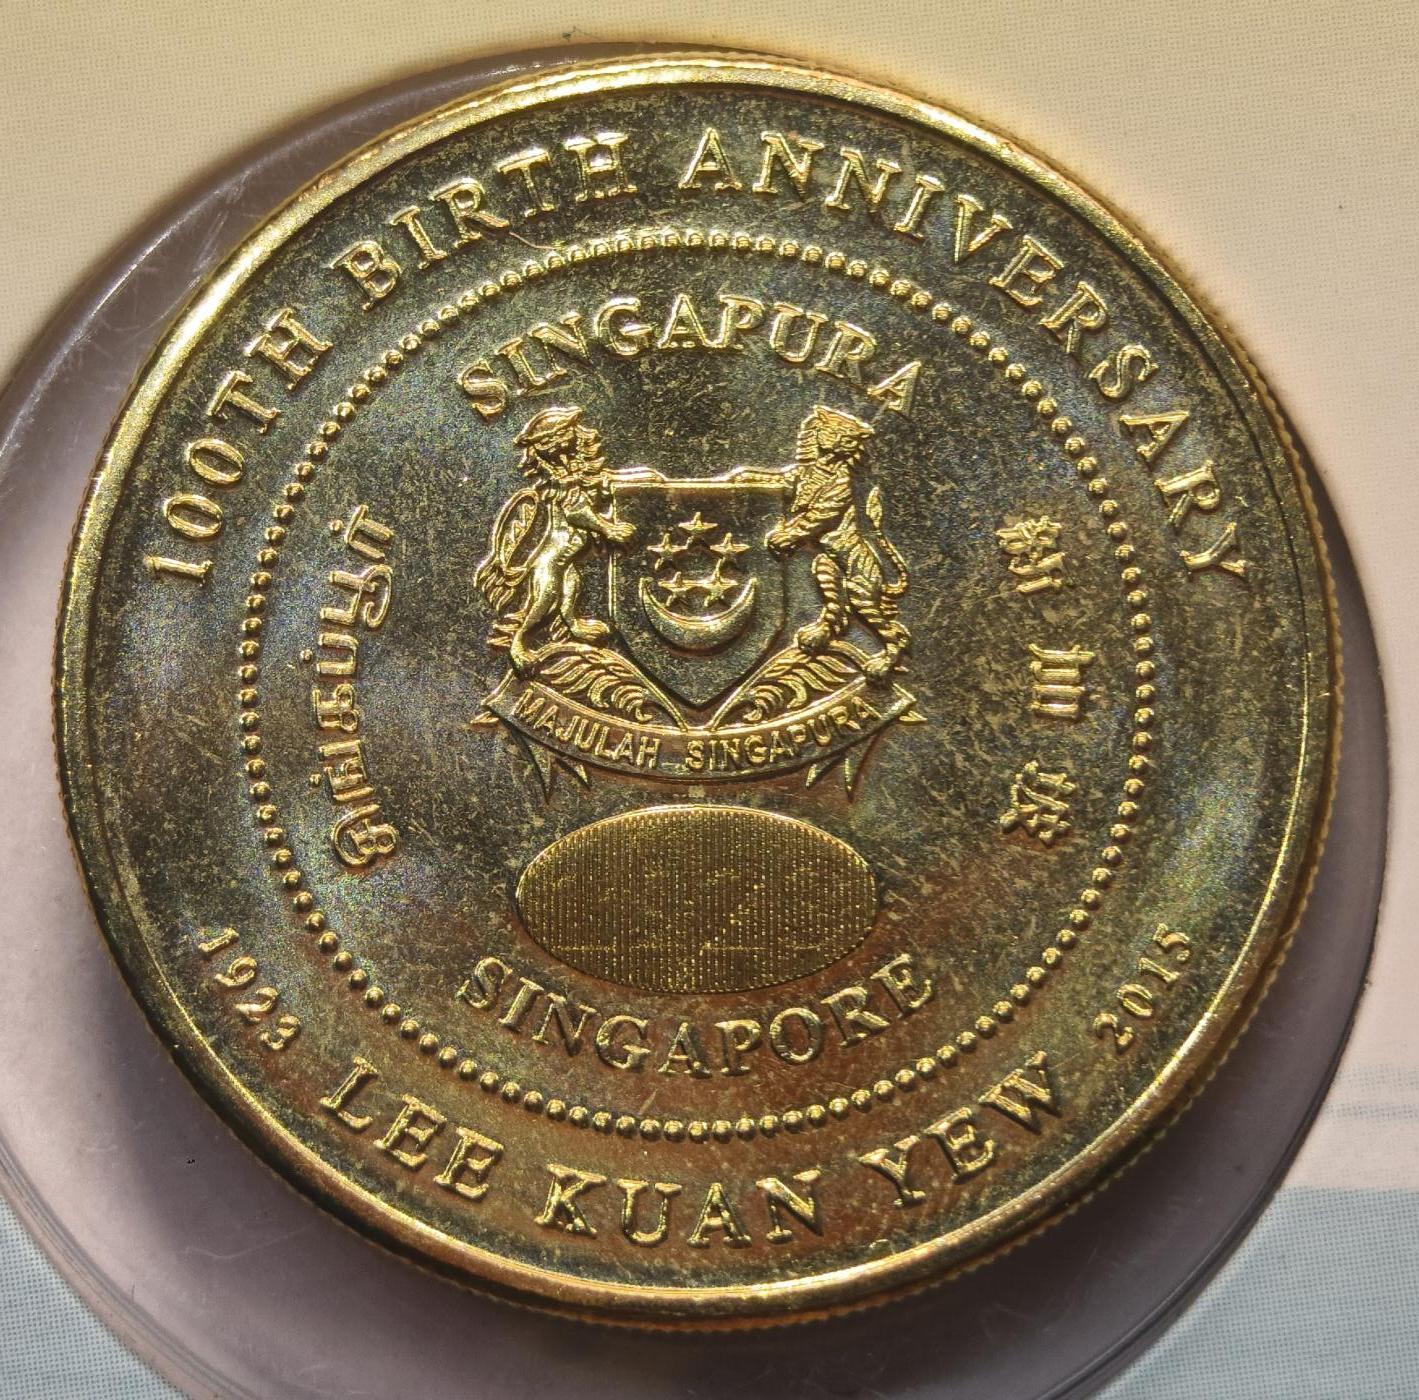 100TH BIRTH ANNIVERSARY
SINGAPURA
சிங்கப்பூர்
新加坡
MAJULAH SINGAPURA
SINGAPORE
1923 LEE KUAN YEW 2015